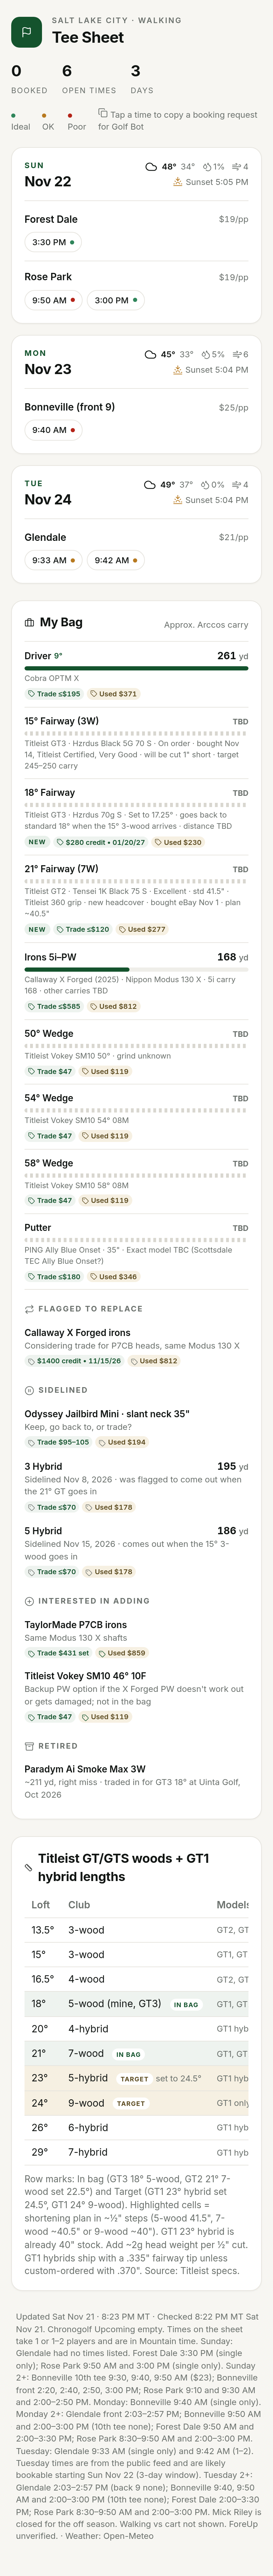 SALT LAKE CITY · WALKING
Tee Sheet
0 6 3
BOOKED OPEN TIMES DAYS
Ideal OK Poor Tap a time to copy a booking request
for Golf Bot
SUN 48° 34° 1% 4
Nov 22 Sunset 5:05 PM
Forest Dale $19/pp
3:30 PM
Rose Park $19/pp
9:50 AM 3:00 PM
MON 45° 33° 5% 6
Nov 23 Sunset 5:04 PM
Bonneville (front 9) $25/pp
9:40 AM
TUE 49° 37° 0% 4
Nov 24 Sunset 5:04 PM
Glendale $21/pp
9:33 AM 9:42 AM
My Bag Approx. Arccos carry
Driver 9° 261 yd
Cobra OPTM X
Trade ≤$195 Used $371
15° Fairway (3W) TBD
Titleist GT3 · Hzrdus Black 5G 70 S · On order · bought Nov
14, Titleist Certified, Very Good · will be cut 1" short · target
245–250 carry
18° Fairway TBD
Titleist GT3 · Hzrdus 70g S · Set to 17.25° · goes back to
standard 18° when the 15° 3-wood arrives · distance TBD
NEW $280 credit • 01/20/27 Used $230
21° Fairway (7W) TBD
Titleist GT2 · Tensei 1K Black 75 S · Excellent · std 41.5" ·
Titleist 360 grip · new headcover · bought eBay Nov 1 · plan
~40.5"
NEW Trade ≤$120 Used $277
Irons 5i–PW 168 yd
Callaway X Forged (2025) · Nippon Modus 130 X · 5i carry
168 · other carries TBD
Trade ≤$585 Used $812
50° Wedge TBD
Titleist Vokey SM10 50° · grind unknown
Trade $47 Used $119
54° Wedge TBD
Titleist Vokey SM10 54° 08M
Trade $47 Used $119
58° Wedge TBD
Titleist Vokey SM10 58° 08M
Trade $47 Used $119
Putter TBD
PING Ally Blue Onset · 35" · Exact model TBC (Scottsdale
TEC Ally Blue Onset?)
Trade ≤$180 Used $346
FLAGGED TO REPLACE
Callaway X Forged irons
Considering trade for P7CB heads, same Modus 130 X
$1400 credit • 11/15/26 Used $812
SIDELINED
Odyssey Jailbird Mini · slant neck 35"
Keep, go back to, or trade?
Trade $95–105 Used $194
3 Hybrid 195 yd
Sidelined Nov 8, 2026 · was flagged to come out when
the 21° GT goes in
Trade ≤$70 Used $178
5 Hybrid 186 yd
Sidelined Nov 15, 2026 · comes out when the 15° 3-
wood goes in
Trade ≤$70 Used $178
INTERESTED IN ADDING
TaylorMade P7CB irons
Same Modus 130 X shafts
Trade $431 set Used $859
Titleist Vokey SM10 46° 10F
Backup PW option if the X Forged PW doesn't work out
or gets damaged; not in the bag
Trade $47 Used $119
RETIRED
Paradym Ai Smoke Max 3W
~211 yd, right miss · traded in for GT3 18° at Uinta Golf,
Oct 2026
Titleist GT/GTS woods + GT1
hybrid lengths
Loft Club Models
13.5° 3-wood GT2, GT
15° 3-wood GT1, GT
16.5° 4-wood GT2, GT
18° 5-wood (mine, GT3) IN BAG GT1, GT
20° 4-hybrid GT1 hyb
21° 7-wood IN BAG GT1, GT
23° 5-hybrid TARGET set to 24.5° GT1 hyb
24° 9-wood TARGET GT1 only
26° 6-hybrid GT1 hyb
29° 7-hybrid GT1 hyb
Row marks: In bag (GT3 18° 5-wood, GT2 21° 7-
wood set 22.5°) and Target (GT1 23° hybrid set
24.5°, GT1 24° 9-wood). Highlighted cells =
shortening plan in ~½" steps (5-wood 41.5", 7-
wood ~40.5" or 9-wood ~40"). GT1 23° hybrid is
already 40" stock. Add ~2g head weight per ½" cut.
GT1 hybrids ship with a .335" fairway tip unless
custom-ordered with .370". Source: Titleist specs.
Updated Sat Nov 21 · 8:23 PM MT · Checked 8:22 PM MT Sat
Nov 21. Chronogolf Upcoming empty. Times on the sheet
take 1 or 1–2 players and are in Mountain time. Sunday:
Glendale had no times listed. Forest Dale 3:30 PM (single
only); Rose Park 9:50 AM and 3:00 PM (single only). Sunday
2+: Bonneville 10th tee 9:30, 9:40, 9:50 AM ($23); Bonneville
front 2:20, 2:40, 2:50, 3:00 PM; Rose Park 9:10 and 9:30 AM
and 2:00–2:50 PM. Monday: Bonneville 9:40 AM (single only).
Monday 2+: Glendale front 2:03–2:57 PM; Bonneville 9:50 AM
and 2:00–3:00 PM (10th tee none); Forest Dale 9:50 AM and
2:00–3:30 PM; Rose Park 8:30–9:50 AM and 2:00–3:00 PM.
Tuesday: Glendale 9:33 AM (single only) and 9:42 AM (1–2).
Tuesday times are from the public feed and are likely
bookable starting Sun Nov 22 (3-day window). Tuesday 2+:
Glendale 2:03–2:57 PM (back 9 none); Bonneville 9:40, 9:50
AM and 2:00–3:00 PM (10th tee none); Forest Dale 2:00–3:30
PM; Rose Park 8:30–9:50 AM and 2:00–3:00 PM. Mick Riley is
closed for the off season. Walking vs cart not shown. ForeUp
unverified. · Weather: Open-Meteo